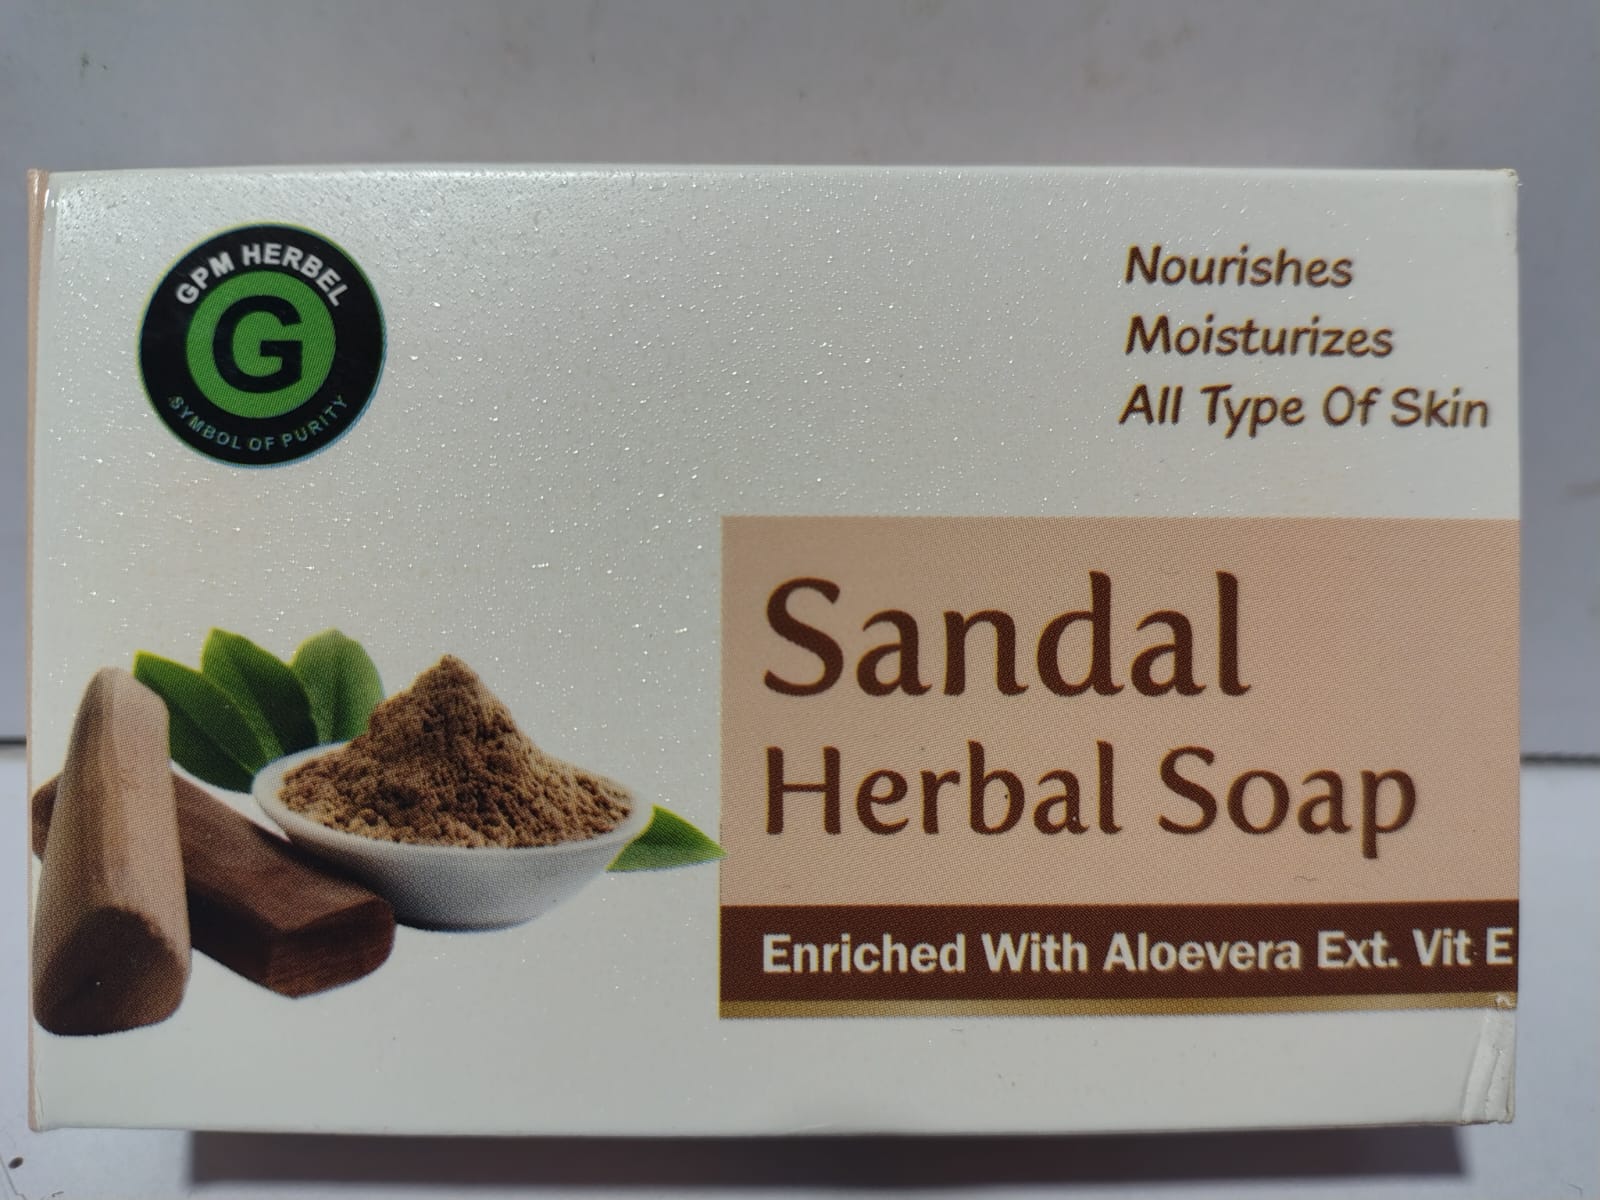 GPM HERBEL
G
SYMBOL OF PURITY
Nourishes
Moisturizes
All Type Of Skin
Sandal
Herbal Soap
Enriched With Aloevera Ext. Vit E